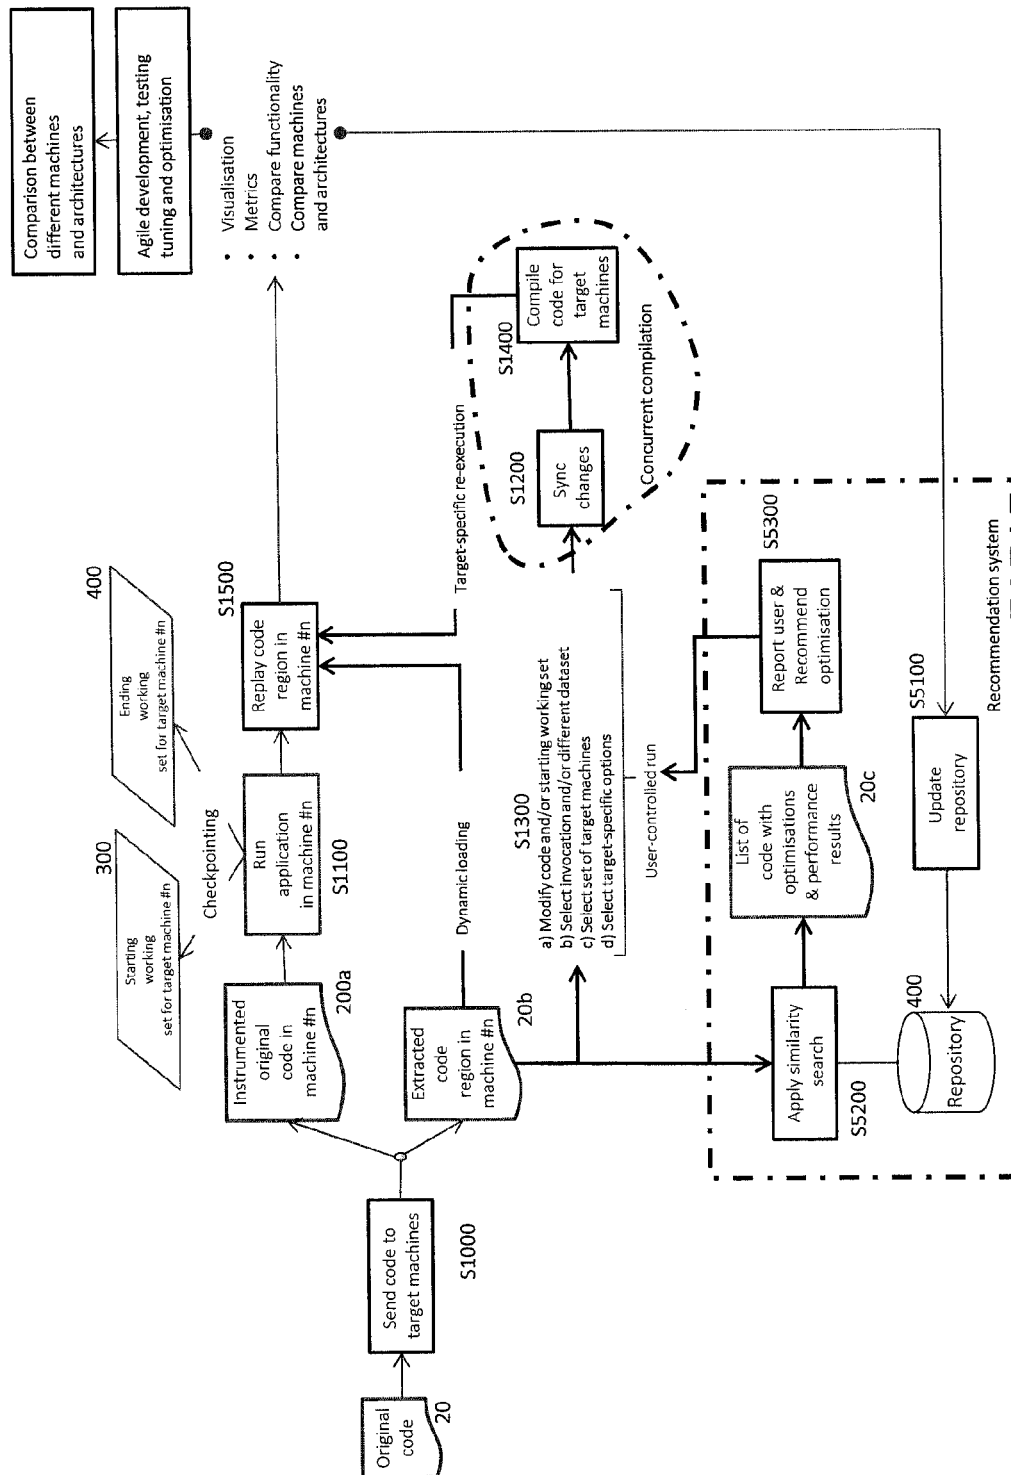 Original
code
20
Send code to
target machines
S1000
Instrumented
original
code in
machine #n
200a
Extracted
code
region in
machine #n
20b
Starting
working
set for target machine #n
300
Ending
working
set for target machine #n
400
Checkpointing
Run
application
in machine #n
S1100
Replay code
region in
machine #n
S1500
Dynamic loading
Target-specific re-execution
S1300
a) Modify code and/or starting working set
b) Select invocation and/or different dataset
c) Select set of target machines
d) Select target-specific options
User-controlled run
S1200
Sync
changes
S1400
Compile
code for
target
machines
Concurrent compilation
• Visualisation
• Metrics
• Compare functionality
• Compare machines
and architectures
Agile development, testing
tuning and optimisation
Comparison between
different machines
and architectures
Apply similarity
search
S5200
Repository
400
List of
code with
optimisations
& performance
results
20c
Report user &
Recommend
optimisation
S5300
Update
repository
S5100
Recommendation system